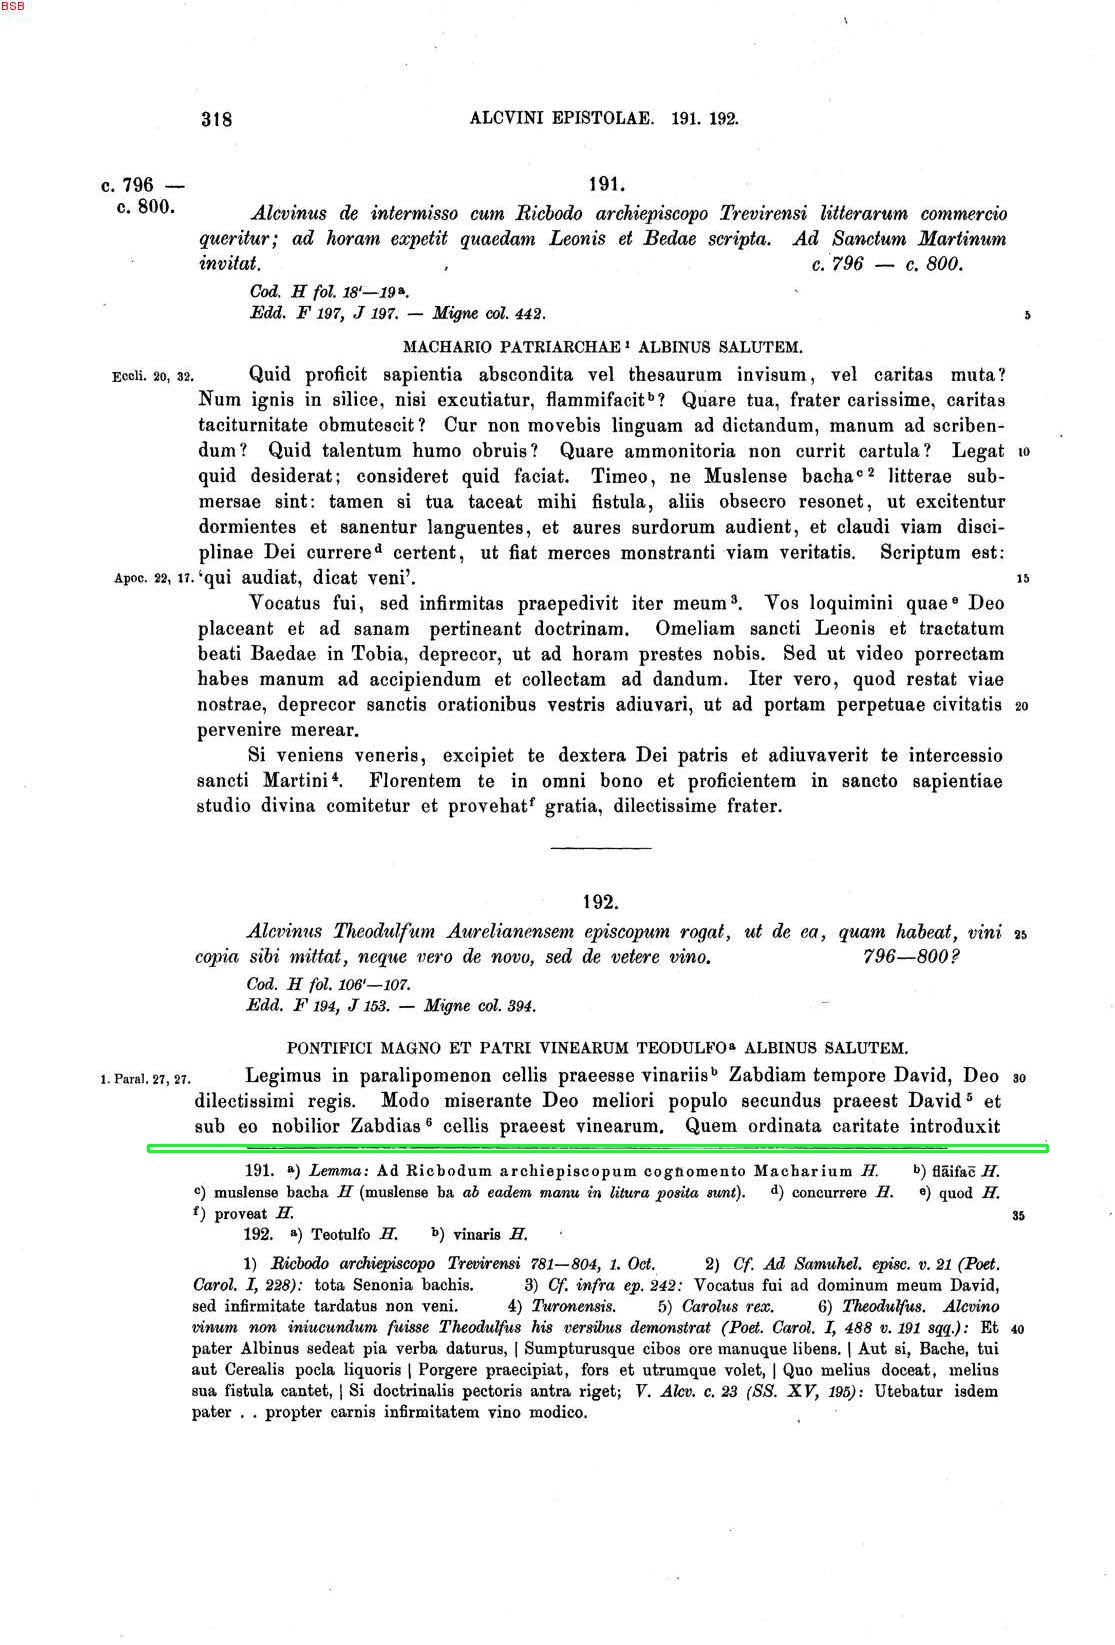 BSB
318 ALCVINI EPISTOLAE. 191. 192.
c. 796 —
c. 800.
191.
Alcvinus de intermisso cum Ricbodo archiepiscopo Trevirensi litterarum commercio
queritur; ad horam expetit quaedam Leonis et Bedae scripta. Ad Sanctum Martinum
invitat. c. 796 — c. 800.
Cod. H fol. 18'—19ᵃ.
Edd. F 197, J 197. — Migne col. 442. 5
MACHARIO PATRIARCHAE¹ ALBINUS SALUTEM.
Eccli. 20, 32. Quid proficit sapientia abscondita vel thesaurum invisum, vel caritas muta?
Num ignis in silice, nisi excutiatur, flammifacitᵇ? Quare tua, frater carissime, caritas
taciturnitate obmutescit? Cur non movebis linguam ad dictandum, manum ad scriben-
dum? Quid talentum humo obruis? Quare ammonitoria non currit cartula? Legat 10
quid desiderat; consideret quid faciat. Timeo, ne Muslense bachaᶜ ² litterae sub-
mersae sint: tamen si tua taceat mihi fistula, aliis obsecro resonet, ut excitentur
dormientes et sanentur languentes, et aures surdorum audient, et claudi viam disci-
plinae Dei currereᵈ certent, ut fiat merces monstranti viam veritatis. Scriptum est:
Apoc. 22, 17. ‘qui audiat, dicat veni’. 15
Vocatus fui, sed infirmitas praepedivit iter meum³. Vos loquimini quaeᵉ Deo
placeant et ad sanam pertineant doctrinam. Omeliam sancti Leonis et tractatum
beati Baedae in Tobia, deprecor, ut ad horam prestes nobis. Sed ut video porrectam
habes manum ad accipiendum et collectam ad dandum. Iter vero, quod restat viae
nostrae, deprecor sanctis orationibus vestris adiuvari, ut ad portam perpetuae civitatis 20
pervenire merear.
Si veniens veneris, excipiet te dextera Dei patris et adiuvaverit te intercessio
sancti Martini⁴. Florentem te in omni bono et proficientem in sancto sapientiae
studio divina comitetur et provehatᶠ gratia, dilectissime frater.
192.
Alcvinus Theodulfum Aurelianensem episcopum rogat, ut de ea, quam habeat, vini 25
copia sibi mittat, neque vero de novo, sed de vetere vino. 796—800?
Cod. H fol. 106'—107.
Edd. F 194, J 153. — Migne col. 394.
PONTIFICI MAGNO ET PATRI VINEARUM TEODULFOᵃ ALBINUS SALUTEM.
1. Paral. 27, 27. Legimus in paralipomenon cellis praeesse vinariisᵇ Zabdiam tempore David, Deo 30
dilectissimi regis. Modo miserante Deo meliori populo secundus praeest David⁵ et
sub eo nobilior Zabdias⁶ cellis praeest vinearum. Quem ordinata caritate introduxit
191. ᵃ) Lemma: Ad Ricbodum archiepiscopum cogñomento Macharium H. ᵇ) flāifac̄ H.
ᶜ) muslense bacha H (muslense ba ab eadem manu in litura posita sunt). ᵈ) concurrere H. ᵉ) quod H.
ᶠ) proveat H. 35
192. ᵃ) Teotulfo H. ᵇ) vinaris H.
1) Ricbodo archiepiscopo Trevirensi 781—804, 1. Oct. 2) Cf. Ad Samuhel. episc. v. 21 (Poet.
Carol. I, 228): tota Senonia bachis. 3) Cf. infra ep. 242: Vocatus fui ad dominum meum David,
sed infirmitate tardatus non veni. 4) Turonensis. 5) Carolus rex. 6) Theodulfus. Alcvino
vinum non iniucundum fuisse Theodulfus his versibus demonstrat (Poet. Carol. I, 488 v. 191 sqq.): Et 40
pater Albinus sedeat pia verba daturus, | Sumpturusque cibos ore manuque libens. | Aut si, Bache, tui
aut Cerealis pocla liquoris | Porgere praecipiat, fors et utrumque volet, | Quo melius doceat, melius
sua fistula cantet, | Si doctrinalis pectoris antra riget; V. Alcv. c. 23 (SS. XV, 195): Utebatur isdem
pater . . propter carnis infirmitatem vino modico.